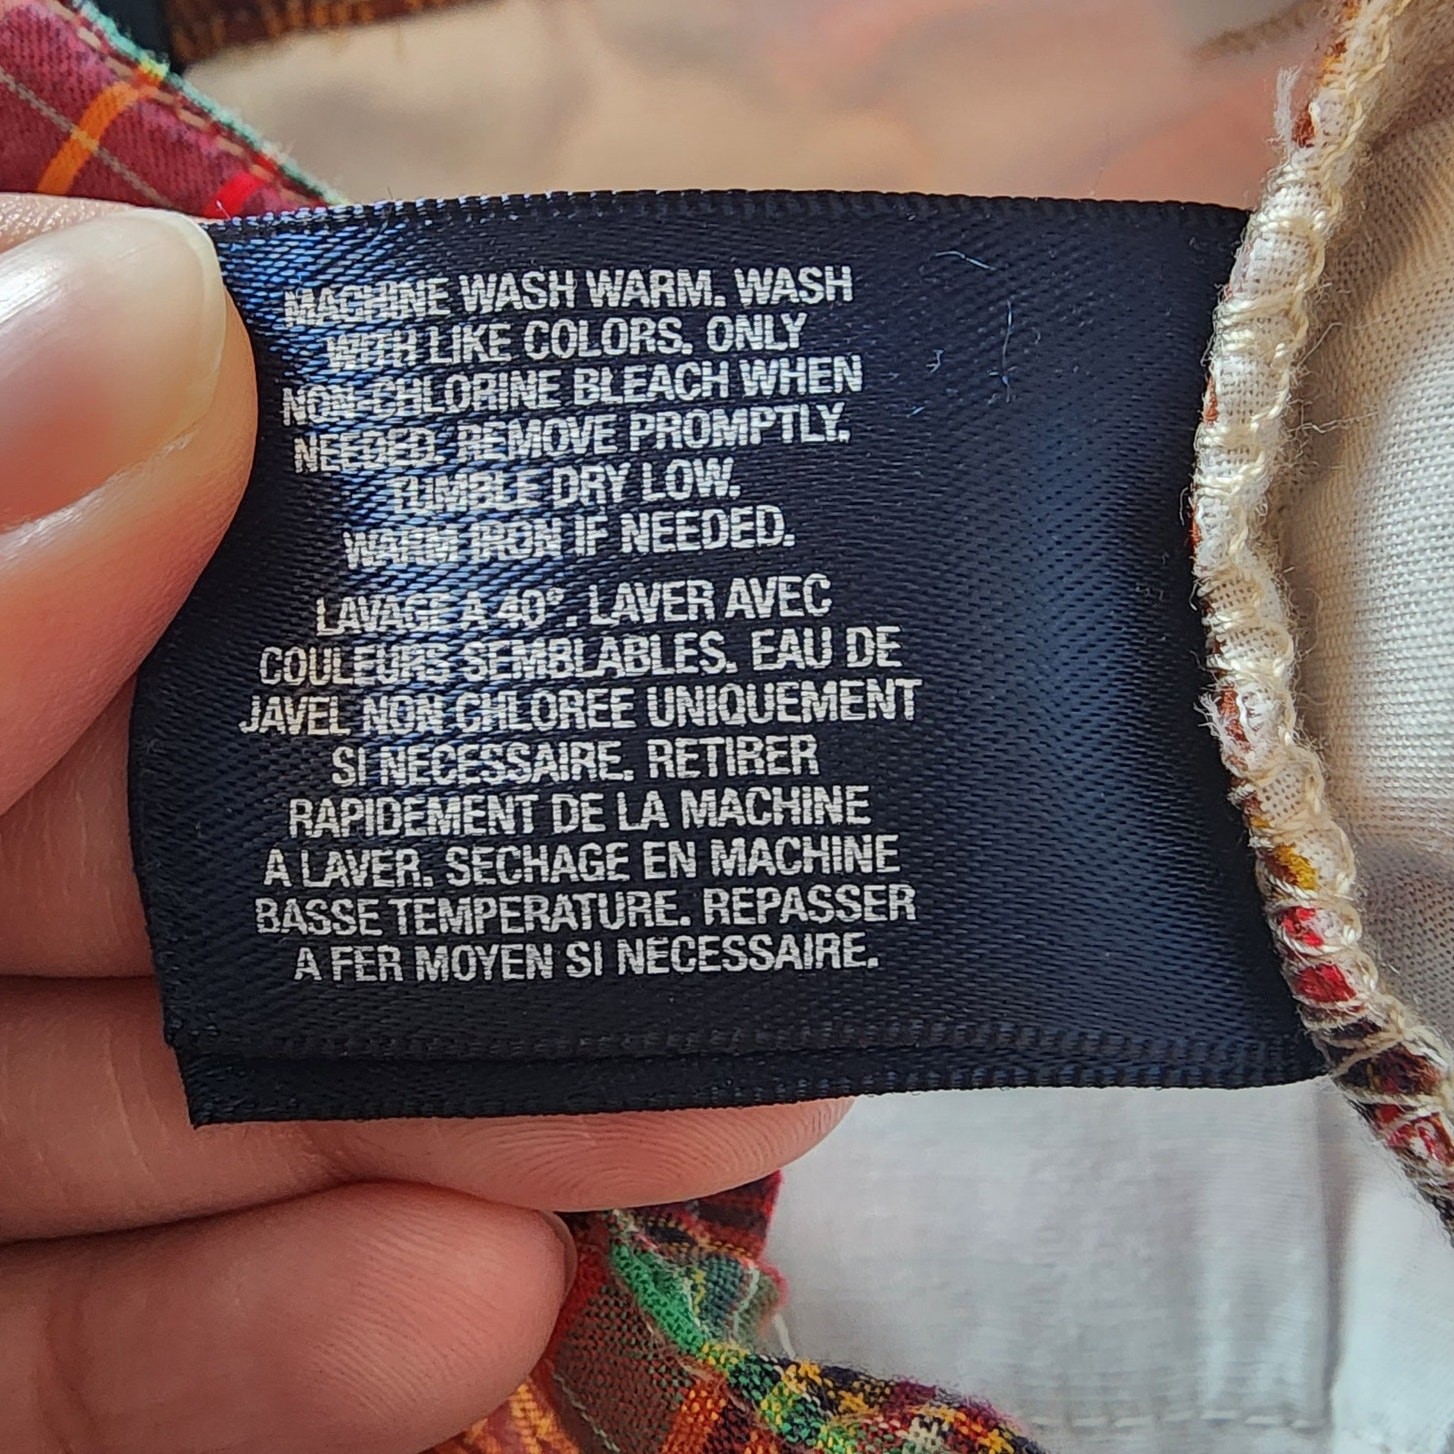 MACHINE WASH WARM. WASH
WITH LIKE COLORS. ONLY
NON-CHLORINE BLEACH WHEN
NEEDED. REMOVE PROMPTLY.
TUMBLE DRY LOW.
WARM IRON IF NEEDED.
LAVAGE A 40°. LAVER AVEC
COULEURS SEMBLABLES. EAU DE
JAVEL NON CHLOREE UNIQUEMENT
SI NECESSAIRE. RETIRER
RAPIDEMENT DE LA MACHINE
A LAVER. SECHAGE EN MACHINE
BASSE TEMPERATURE. REPASSER
A FER MOYEN SI NECESSAIRE.